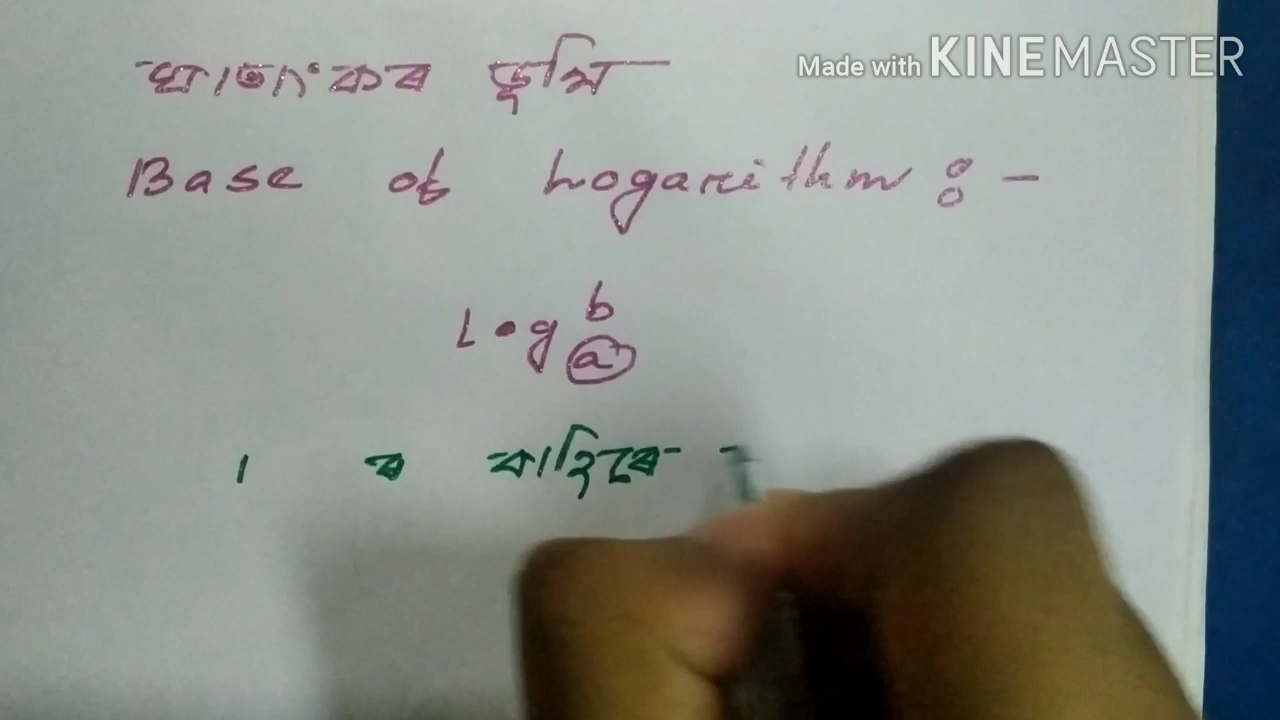 Made with KINEMASTER
ঘাতাংকৰ ভূমি
Base of Logarithm :-
Log b
a
1 ৰ বাহিৰে